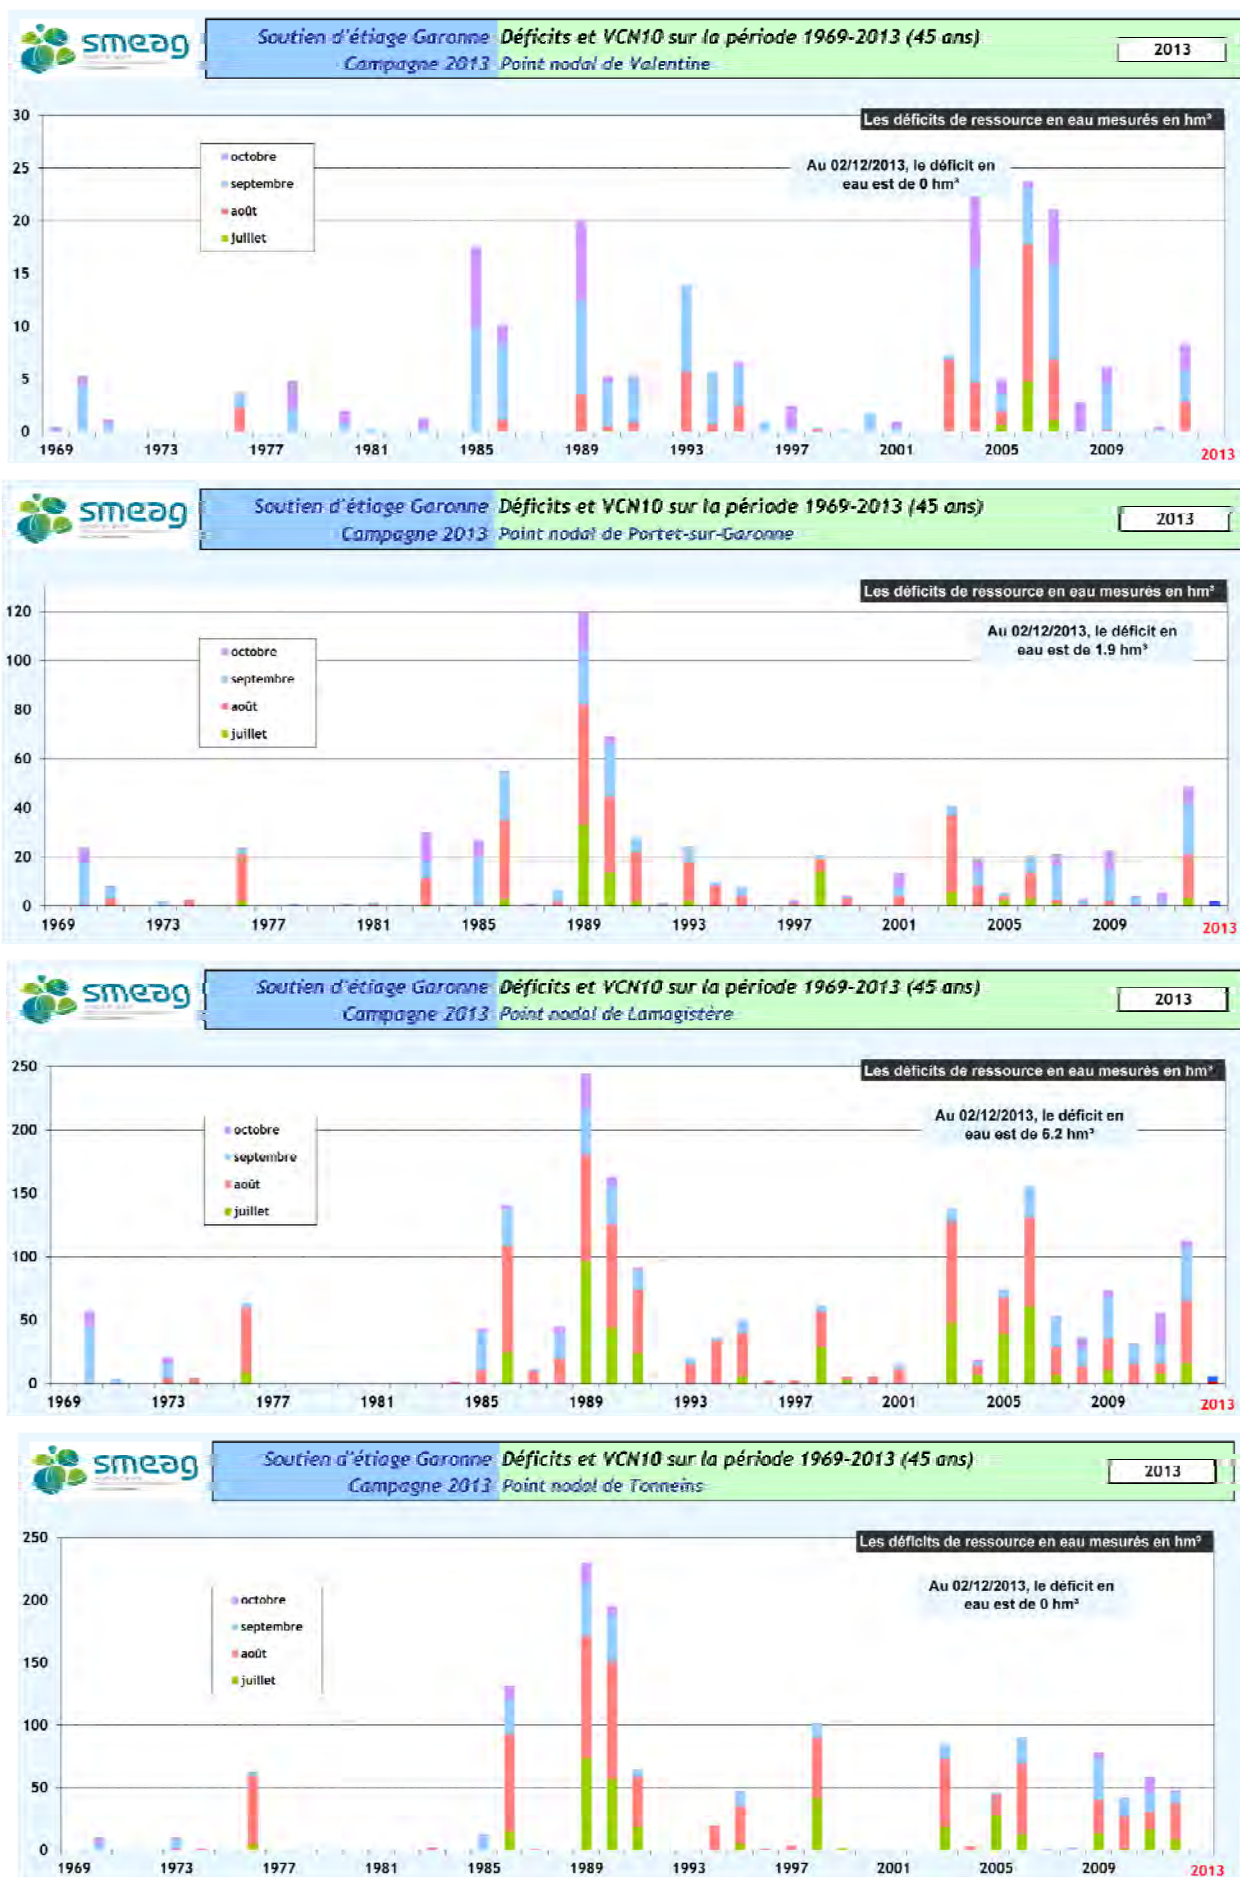 smeag
Soutien d'étiage Garonne Déficits et VCN10 sur la période 1969-2013 (45 ans)
Campagne 2013 Point nodal de Valentine
2013
Les déficits de ressource en eau mesurés en hm³
Au 02/12/2013, le déficit en
eau est de 0 hm³
octobre
septembre
août
juillet
30
25
20
15
10
5
0
1969 1973 1977 1981 1985 1989 1993 1997 2001 2005 2009 2013
smeag
Soutien d'étiage Garonne Déficits et VCN10 sur la période 1969-2013 (45 ans)
Campagne 2013 Point nodal de Portet-sur-Garonne
2013
Les déficits de ressource en eau mesurés en hm³
Au 02/12/2013, le déficit en
eau est de 1.9 hm³
octobre
septembre
août
juillet
120
100
80
60
40
20
0
1969 1973 1977 1981 1985 1989 1993 1997 2001 2005 2009 2013
smeag
Soutien d'étiage Garonne Déficits et VCN10 sur la période 1969-2013 (45 ans)
Campagne 2013 Point nodal de Lamagistère
2013
Les déficits de ressource en eau mesurés en hm³
Au 02/12/2013, le déficit en
eau est de 6.2 hm³
octobre
septembre
août
juillet
250
200
150
100
50
0
1969 1973 1977 1981 1985 1989 1993 1997 2001 2005 2009 2013
smeag
Soutien d'étiage Garonne Déficits et VCN10 sur la période 1969-2013 (45 ans)
Campagne 2013 Point nodal de Tonneins
2013
Les déficits de ressource en eau mesurés en hm³
Au 02/12/2013, le déficit en
eau est de 0 hm³
octobre
septembre
août
juillet
250
200
150
100
50
0
1969 1973 1977 1981 1985 1989 1993 1997 2001 2005 2009 2013